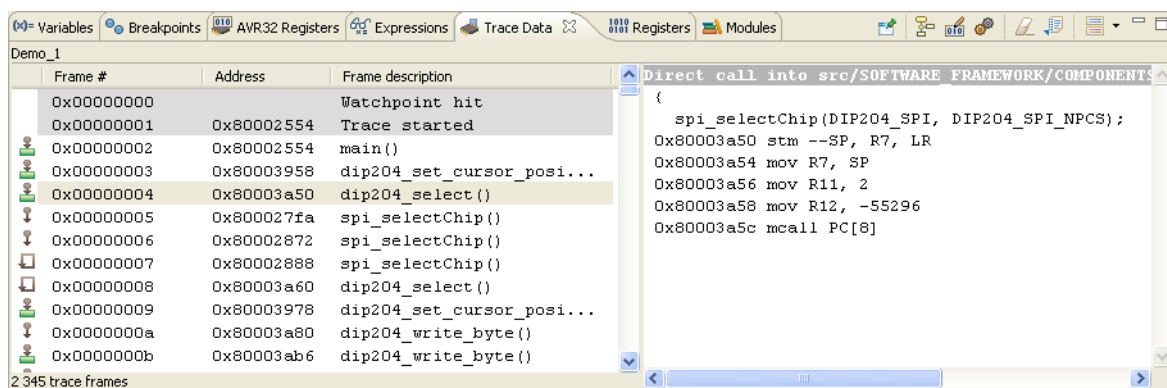 Variables Breakpoints AVR32 Registers Expressions Trace Data Registers Modules
Demo_1
Frame # Address Frame description
0x00000000 Watchpoint hit
0x00000001 0x80002554 Trace started
0x00000002 0x80002554 main()
0x00000003 0x80003958 dip204_set_cursor_posi...
0x00000004 0x80003a50 dip204_select()
0x00000005 0x800027fa spi_selectChip()
0x00000006 0x80002872 spi_selectChip()
0x00000007 0x80002888 spi_selectChip()
0x00000008 0x80003a60 dip204_select()
0x00000009 0x80003978 dip204_set_cursor_posi...
0x0000000a 0x80003a80 dip204_write_byte()
0x0000000b 0x80003ab6 dip204_write_byte()
2 345 trace frames
Direct call into src/SOFTWARE_FRAMEWORK/COMPONENTS
{
spi_selectChip(DIP204_SPI, DIP204_SPI_NPCS);
0x80003a50 stm --SP, R7, LR
0x80003a54 mov R7, SP
0x80003a56 mov R11, 2
0x80003a58 mov R12, -55296
0x80003a5c mcall PC[8]